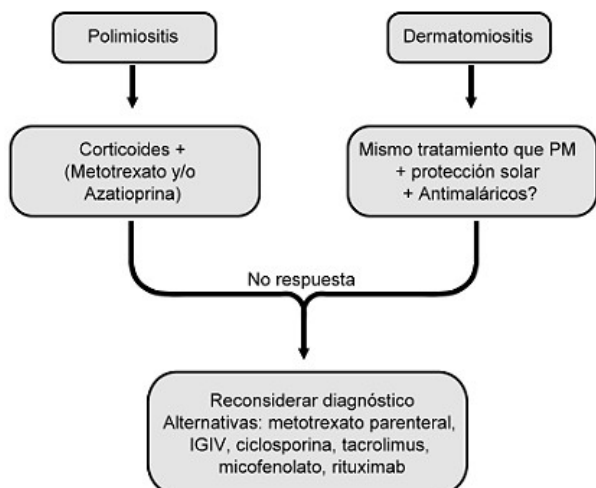 Polimiositis
Dermatomiositis
Corticoides +
(Metotrexato y/o
Azatioprina)
Mismo tratamiento que PM
+ protección solar
+ Antimaláricos?
No respuesta
Reconsiderar diagnóstico
Alternativas: metotrexato parenteral,
IGIV, ciclosporina, tacrolimus,
micofenolato, rituximab